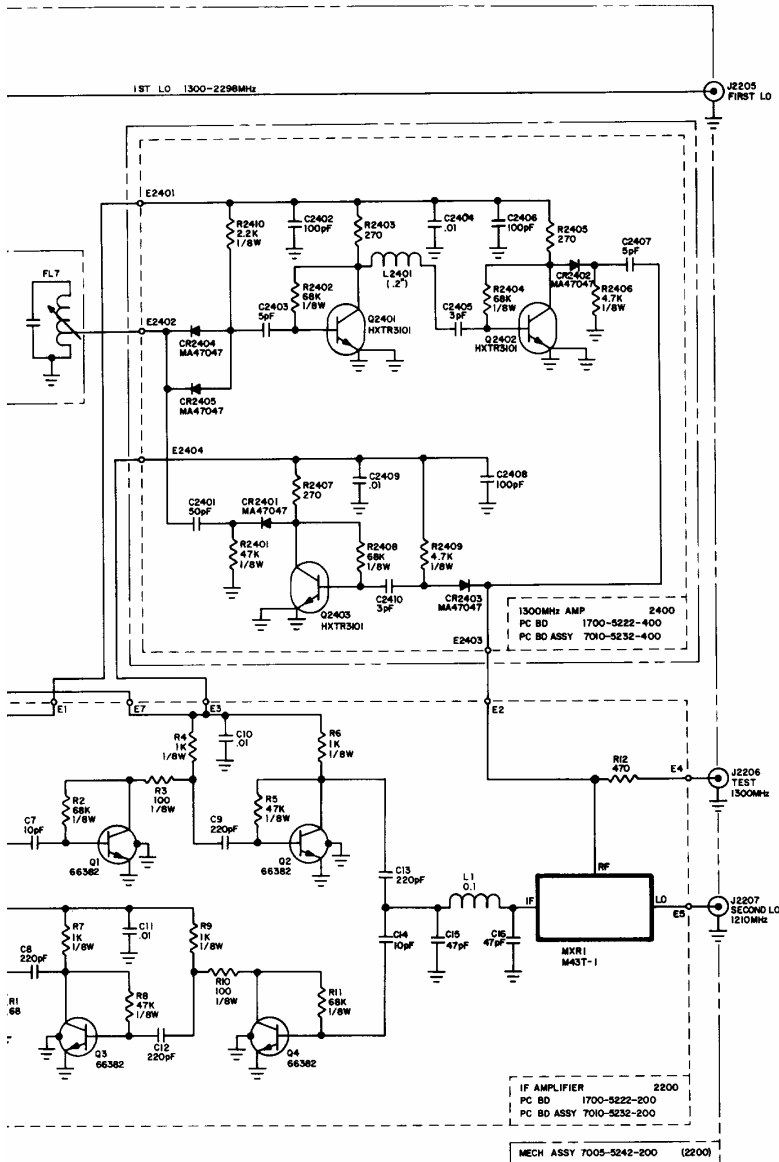 1ST LO 1300-2298MHz
J2205
FIRST LO
E2401
R2410
2.2K
1/8W
C2402
100pF
R2403
270
C2404
.01
C2406
100pF
R2405
270
C2407
5pF
FL7
L2401
(.2")
CR2402
MA47047
R2402
68K
1/8W
R2404
68K
1/8W
R2406
4.7K
1/8W
C2403
5pF
C2405
3pF
E2402
Q2401
HXTR3101
Q2402
HXTR3101
CR2404
MA47047
CR2405
MA47047
E2404
R2407
270
C2409
.01
C2408
100pF
C2401
50pF
CR2401
MA47047
R2401
47K
1/8W
R2408
68K
1/8W
R2409
4.7K
1/8W
C2410
3pF
CR2403
MA47047
Q2403
HXTR3101
E2403
1300MHz AMP 2400
PC BD 1700-5222-400
PC BD ASSY 7010-5232-400
E1
E7
E3
E2
R4
1K
1/8W
C10
.01
R6
1K
1/8W
R12
470
E4
J2206
TEST
1300MHz
R2
68K
1/8W
R3
100
1/8W
R5
47K
1/8W
C7
10pF
C9
220pF
Q1
66382
Q2
66382
C13
220pF
RF
L1
0.1
IF
LO
E5
J2207
SECOND LO
1210MHz
MXR1
M43T-1
R7
1K
1/8W
C11
.01
R9
1K
1/8W
C14
10pF
C15
47pF
C16
47pF
C8
220pF
R8
47K
1/8W
R10
100
1/8W
R11
68K
1/8W
R1
68
C12
220pF
Q3
66382
Q4
66382
IF AMPLIFIER 2200
PC BD 1700-5222-200
PC BD ASSY 7010-5232-200
MECH ASSY 7005-5242-200 (2200)